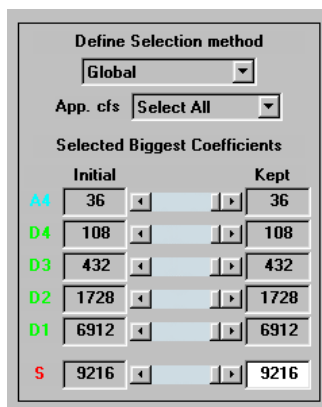 Define Selection method
Global
App. cfs Select All
Selected Biggest Coefficients
Initial Kept
A4 36 36
D4 108 108
D3 432 432
D2 1728 1728
D1 6912 6912
S 9216 9216